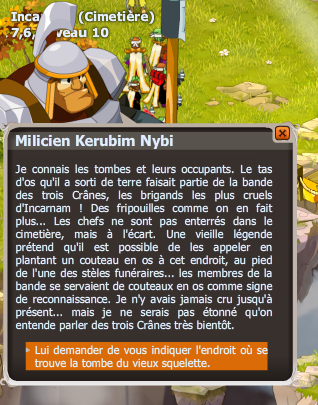 Inca (Cimetière)
7,6, veau 10
Milicien Kerubim Nybi
Je connais les tombes et leurs occupants. Le tas
d'os qu'il a sorti de terre faisait partie de la bande
des trois Crânes, les brigands les plus cruels
d'Incarnam ! Des fripouilles comme on en fait
plus... Les chefs ne sont pas enterrés dans le
cimetière, mais à l'écart. Une vieille légende
prétend qu'il est possible de les appeler en
plantant un couteau en os à cet endroit, au pied
de l'une des stèles funéraires... les membres de la
bande se servaient de couteaux en os comme signe
de reconnaissance. Je n'y avais jamais cru jusqu'à
présent... mais je ne serais pas étonné qu'on
entende parler des trois Crânes très bientôt.
Lui demander de vous indiquer l'endroit où se
trouve la tombe du vieux squelette.